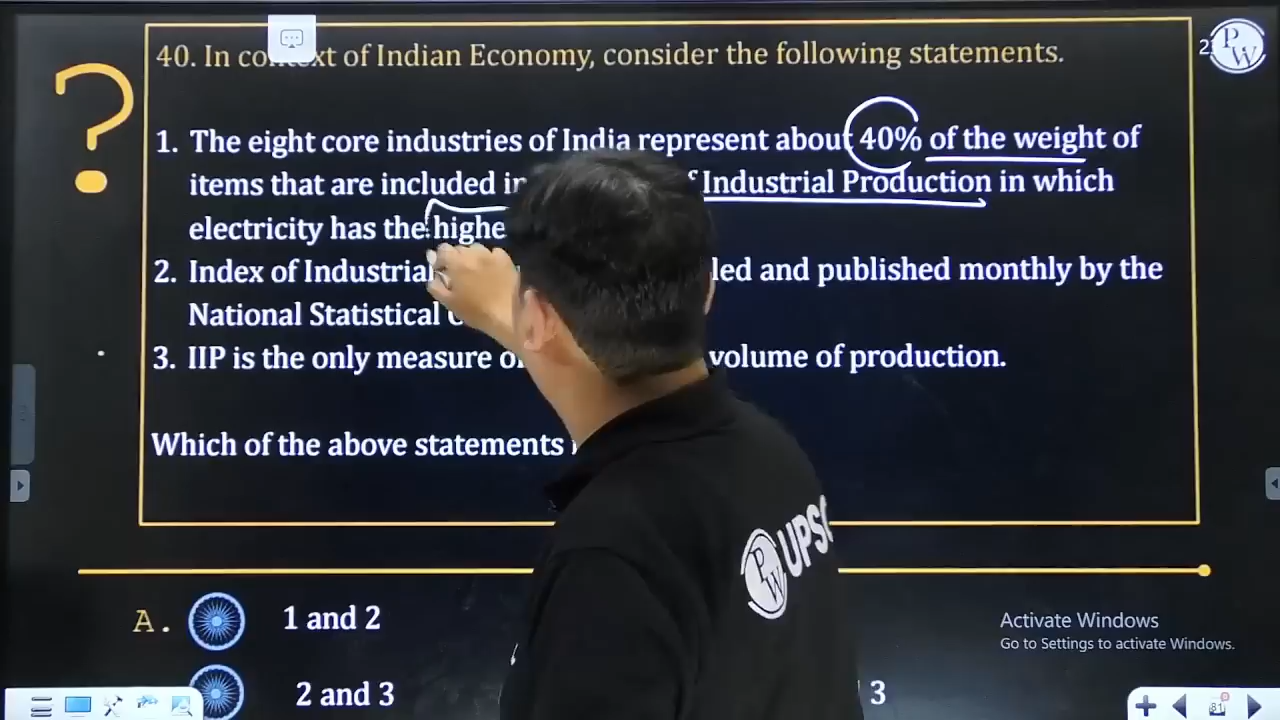 40. In context of Indian Economy, consider the following statements.
1. The eight core industries of India represent about 40% of the weight of
items that are included in f Industrial Production in which
electricity has the highe
2. Index of Industrial led and published monthly by the
National Statistical
3. IIP is the only measure o volume of production.
Which of the above statements
A. 1 and 2
2 and 3
3
PW
UPSC
PW
Activate Windows
Go to Settings to activate Windows.
81